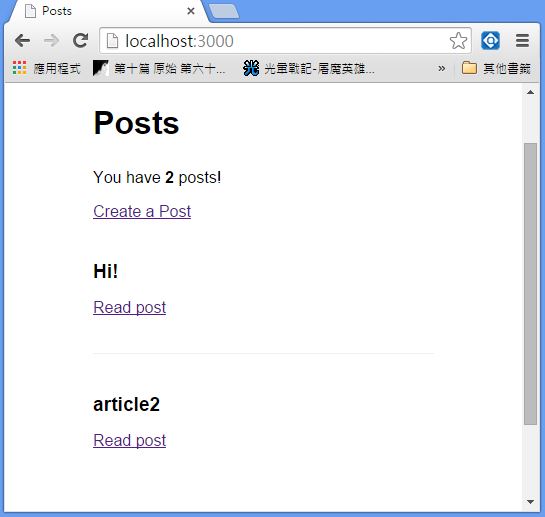 Posts
localhost:3000
應用程式 第十篇 原始 第六十... 光暈戰記-屠魔英雄... » 其他書籤
Posts
You have 2 posts!
Create a Post
Hi!
Read post
article2
Read post